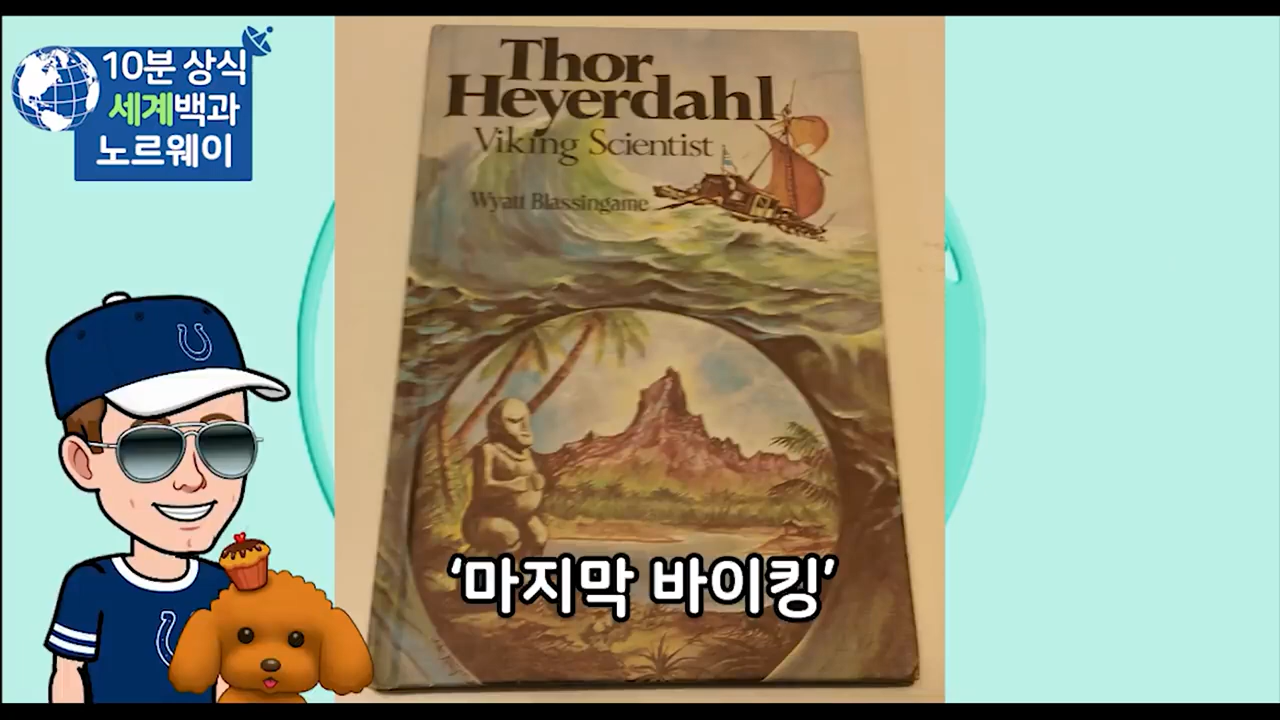 10분 상식
세계백과
노르웨이
Thor
Heyerdahl
Viking Scientist
Wyatt Blassingame
‘마지막 바이킹’